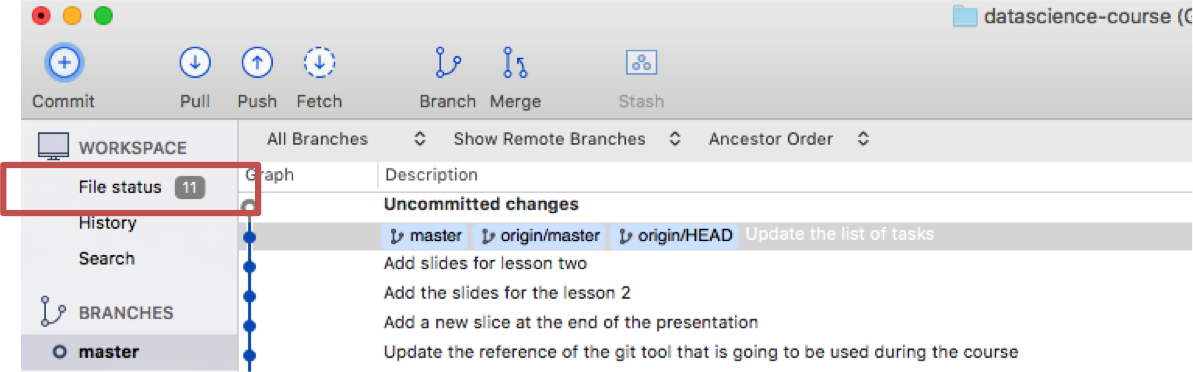 datascience-course (G
Commit Pull Push Fetch Branch Merge Stash
WORKSPACE
File status 11
History
Search
BRANCHES
master
All Branches Show Remote Branches Ancestor Order
Graph Description
Uncommitted changes
master origin/master origin/HEAD Update the list of tasks
Add slides for lesson two
Add the slides for the lesson 2
Add a new slice at the end of the presentation
Update the reference of the git tool that is going to be used during the course